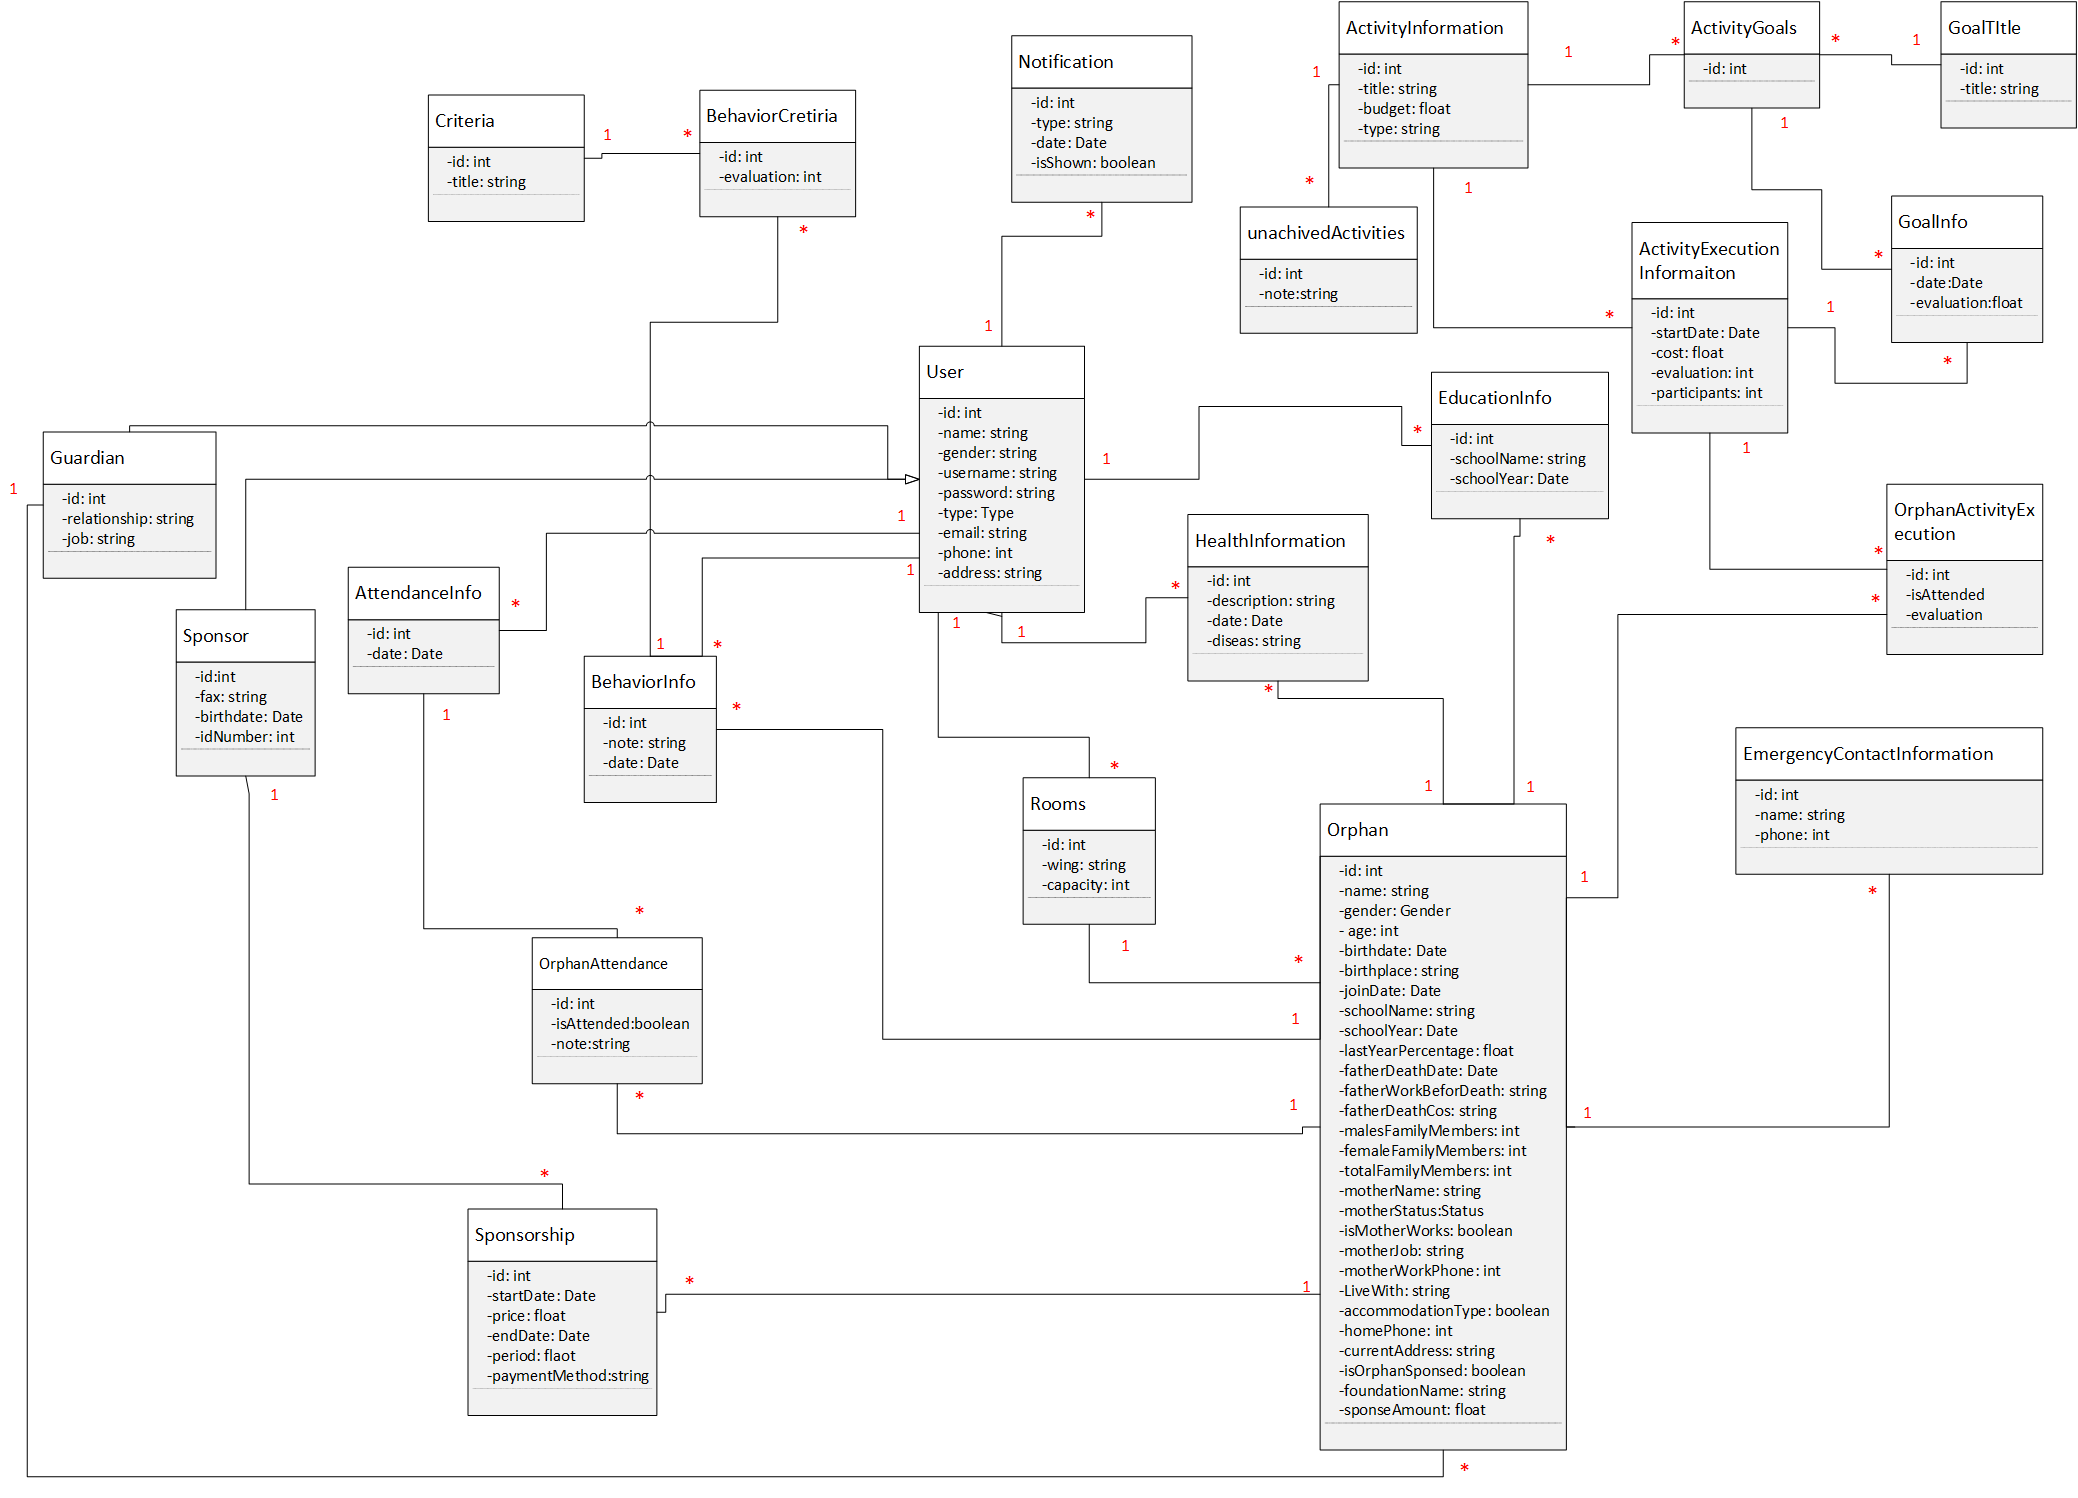 ActivityInformation
-id: int
-title: string
-budget: float
-type: string
1
1
1
*
ActivityGoals
-id: int
*
1
1
GoalTItle
-id: int
-title: string
Notification
-id: int
-type: string
-date: Date
-isShown: boolean
*
Criteria
-id: int
-title: string
1
*
BehaviorCretiria
-id: int
-evaluation: int
*
*
unachivedActivities
-id: int
-note:string
ActivityExecution
Informaiton
-id: int
-startDate: Date
-cost: float
-evaluation: int
-participants: int
*
1
1
GoalInfo
-id: int
-date:Date
-evaluation:float
*
*
1
User
-id: int
-name: string
-gender: string
-username: string
-password: string
-type: Type
-email: string
-phone: int
-address: string
1
1
1
1
1
EducationInfo
-id: int
-schoolName: string
-schoolYear: Date
*
*
1
Guardian
-id: int
-relationship: string
-job: string
OrphanActivityEx
ecution
-id: int
-isAttended
-evaluation
*
*
HealthInformation
-id: int
-description: string
-date: Date
-diseas: string
*
*
AttendanceInfo
-id: int
-date: Date
*
1
Sponsor
-id:int
-fax: string
-birthdate: Date
-idNumber: int
1
1
*
BehaviorInfo
-id: int
-note: string
-date: Date
*
*
Rooms
-id: int
-wing: string
-capacity: int
1
EmergencyContactInformation
-id: int
-name: string
-phone: int
*
1
1
1
Orphan
-id: int
-name: string
-gender: Gender
- age: int
-birthdate: Date
-birthplace: string
-joinDate: Date
-schoolName: string
-schoolYear: Date
-lastYearPercentage: float
-fatherDeathDate: Date
-fatherWorkBeforDeath: string
-fatherDeathCos: string
-malesFamilyMembers: int
-femaleFamilyMembers: int
-totalFamilyMembers: int
-motherName: string
-motherStatus:Status
-isMotherWorks: boolean
-motherJob: string
-motherWorkPhone: int
-LiveWith: string
-accommodationType: boolean
-homePhone: int
-currentAddress: string
-isOrphanSponsed: boolean
-foundationName: string
-sponseAmount: float
*
1
1
1
1
*
*
OrphanAttendance
-id: int
-isAttended:boolean
-note:string
*
*
Sponsorship
-id: int
-startDate: Date
-price: float
-endDate: Date
-period: flaot
-paymentMethod:string
*